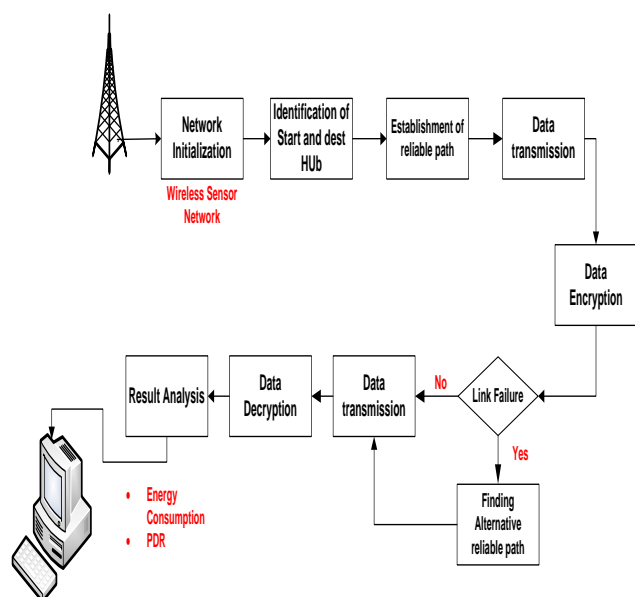 Network
Initialization
Wireless Sensor
Network
Identification of
Start and dest
HUb
Establishment of
reliable path
Data
transmission
Data
Encryption
Link Failure
No
Yes
Finding
Alternative
reliable path
Data
transmission
Data
Decryption
Result Analysis
• Energy
Consumption
• PDR